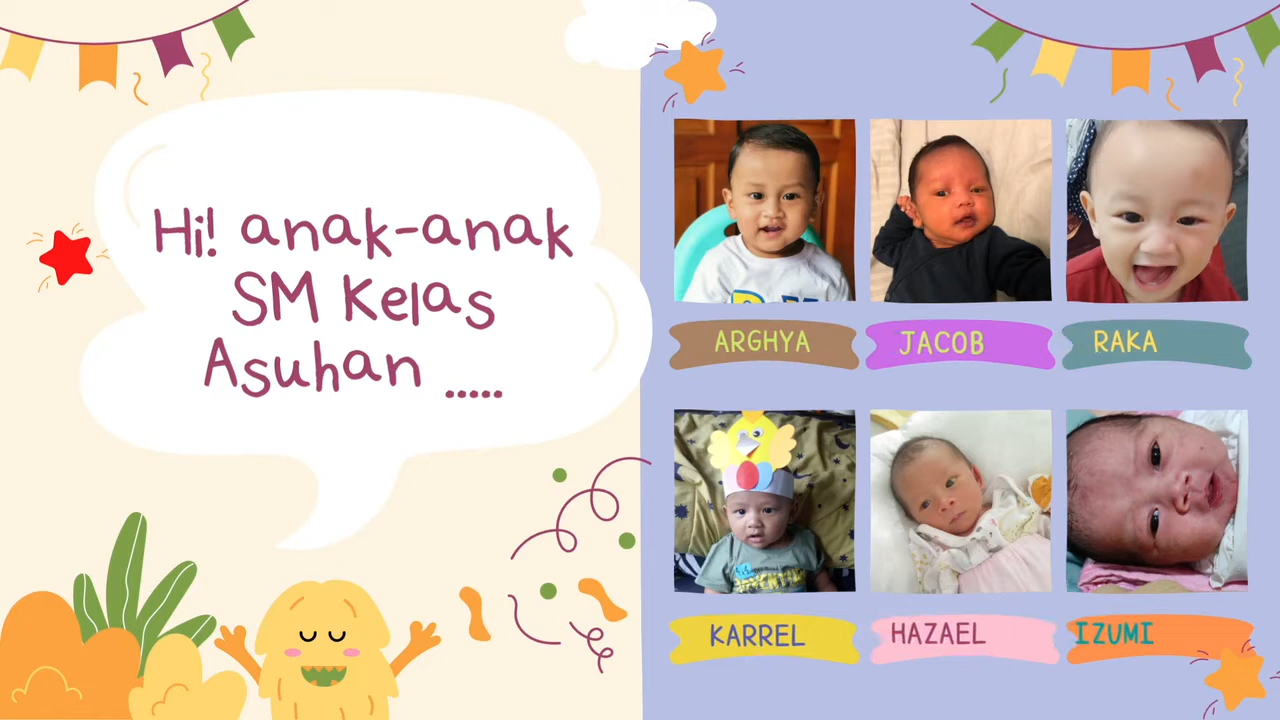 Hi! anak-anak
SM Kelas
Asuhan .....
ARGHYA
JACOB
RAKA
KARREL
HAZAEL
IZUMI